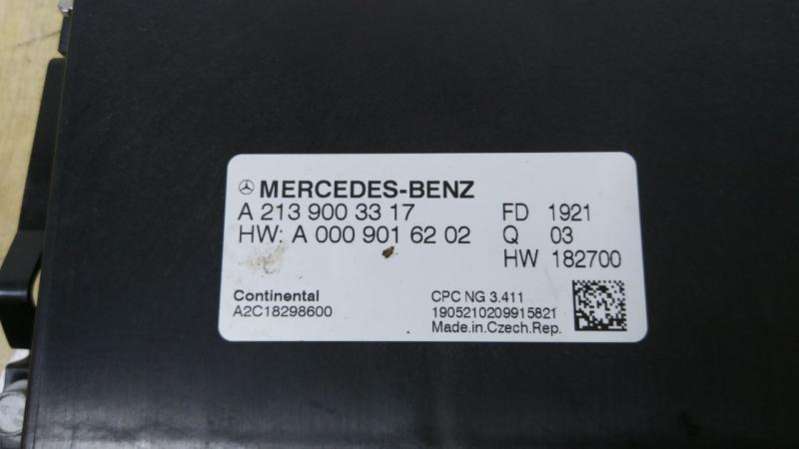 MERCEDES-BENZ
A 213 900 33 17 FD 1921
HW: A 000 901 62 02 Q 03
HW 182700
Continental CPC NG 3.411
A2C18298600 1905210209915821
Made.in.Czech.Rep.